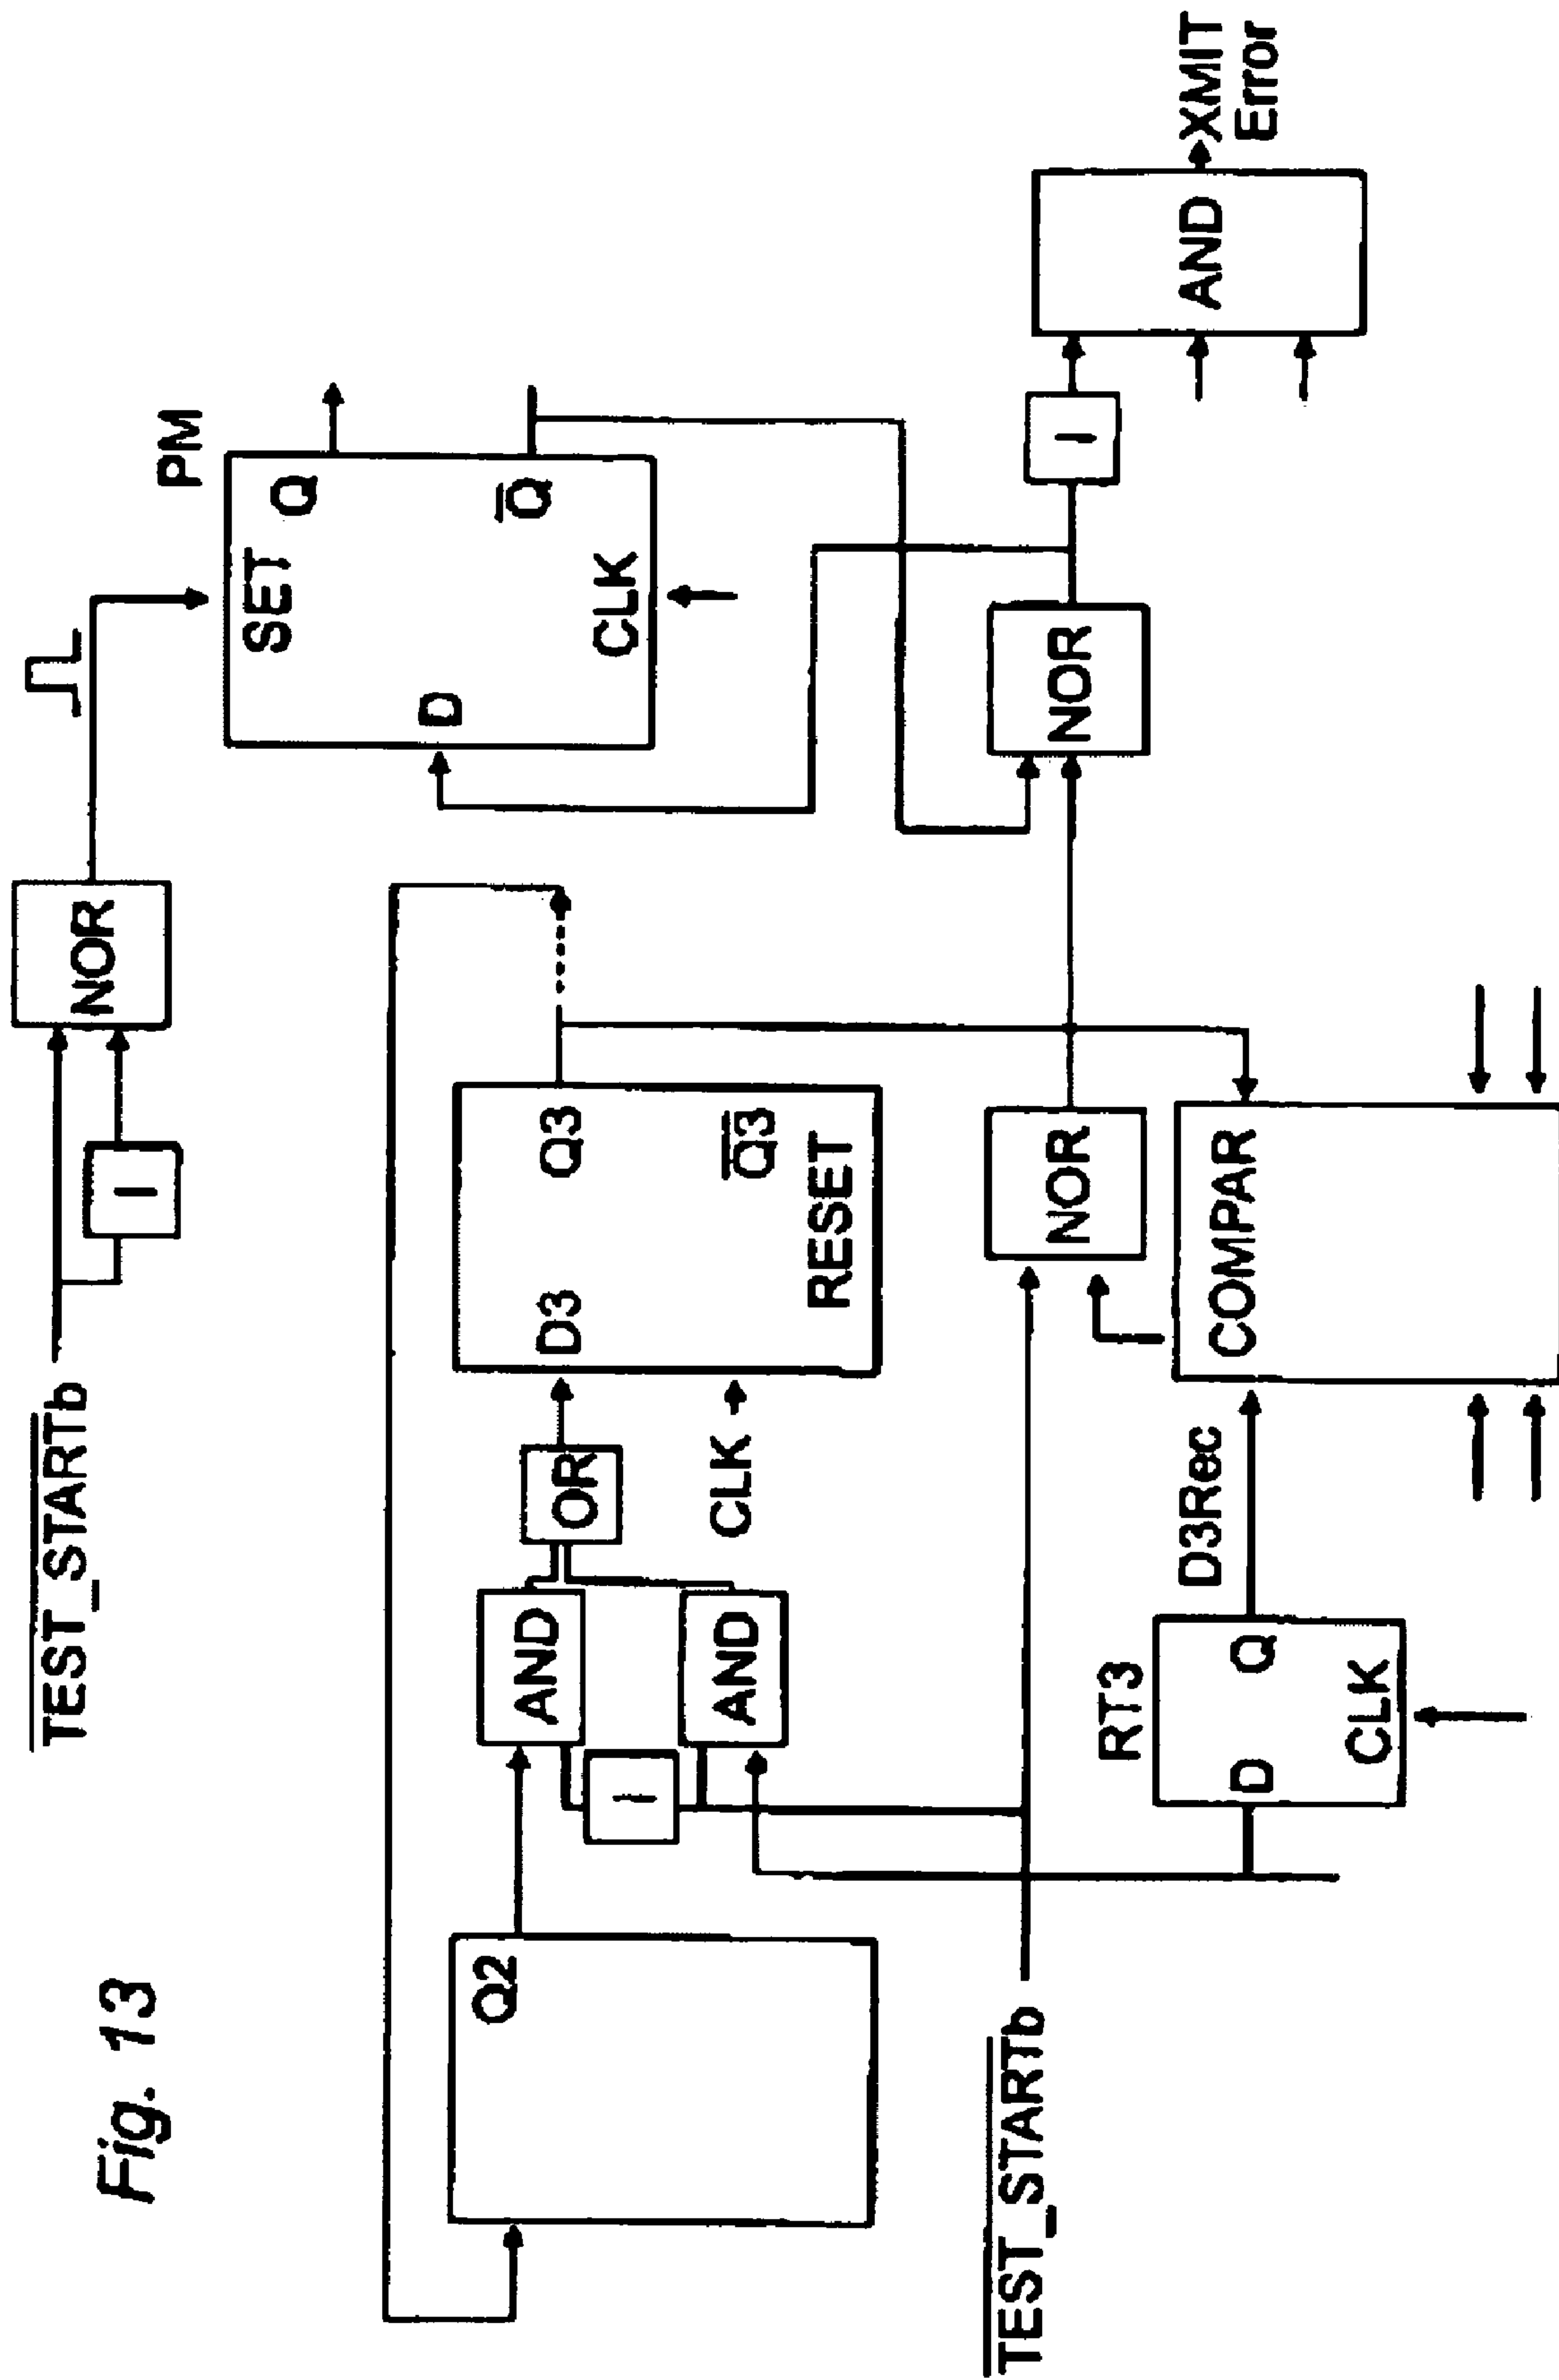 Fig. 13
TEST_STARTb
I
NOR
PM
SET
Q
D
Q
CLK
Q2
AND
I
AND
OR
CLK
D3
Q3
Q3
RESET
TEST_STARTb
NOR
NOR
I
AND
XMIT
Error
RT3
D
Q
CLK
D3Rec
COMPAR